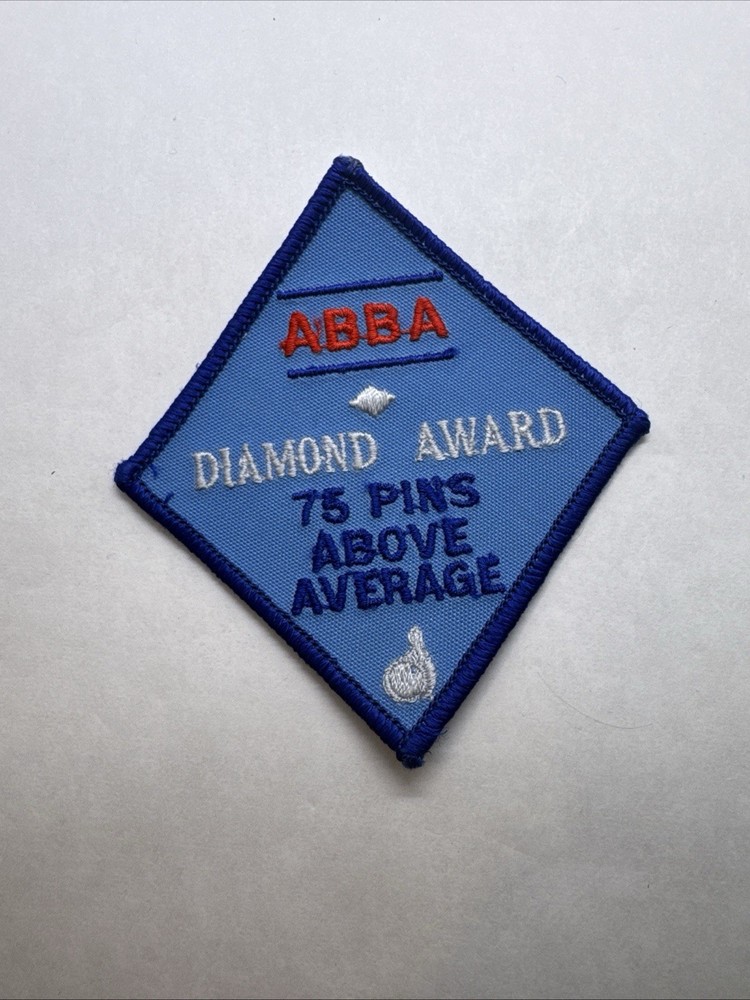 ABBA
DIAMOND AWARD
75 PINS
ABOVE
AVERAGE